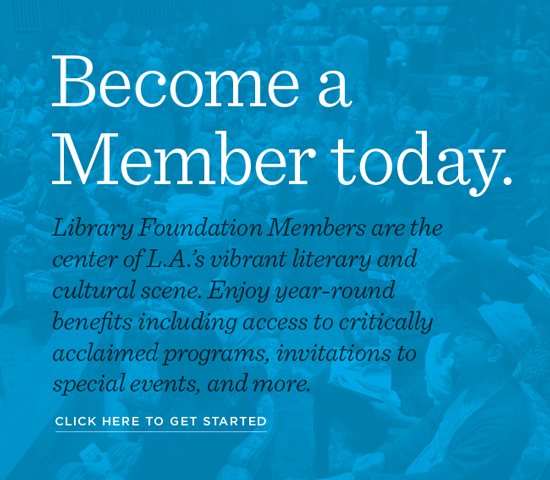 Become a
Member today.
Library Foundation Members are the
center of L.A.'s vibrant literary and
cultural scene. Enjoy year-round
benefits including access to critically
acclaimed programs, invitations to
special events, and more.
CLICK HERE TO GET STARTED